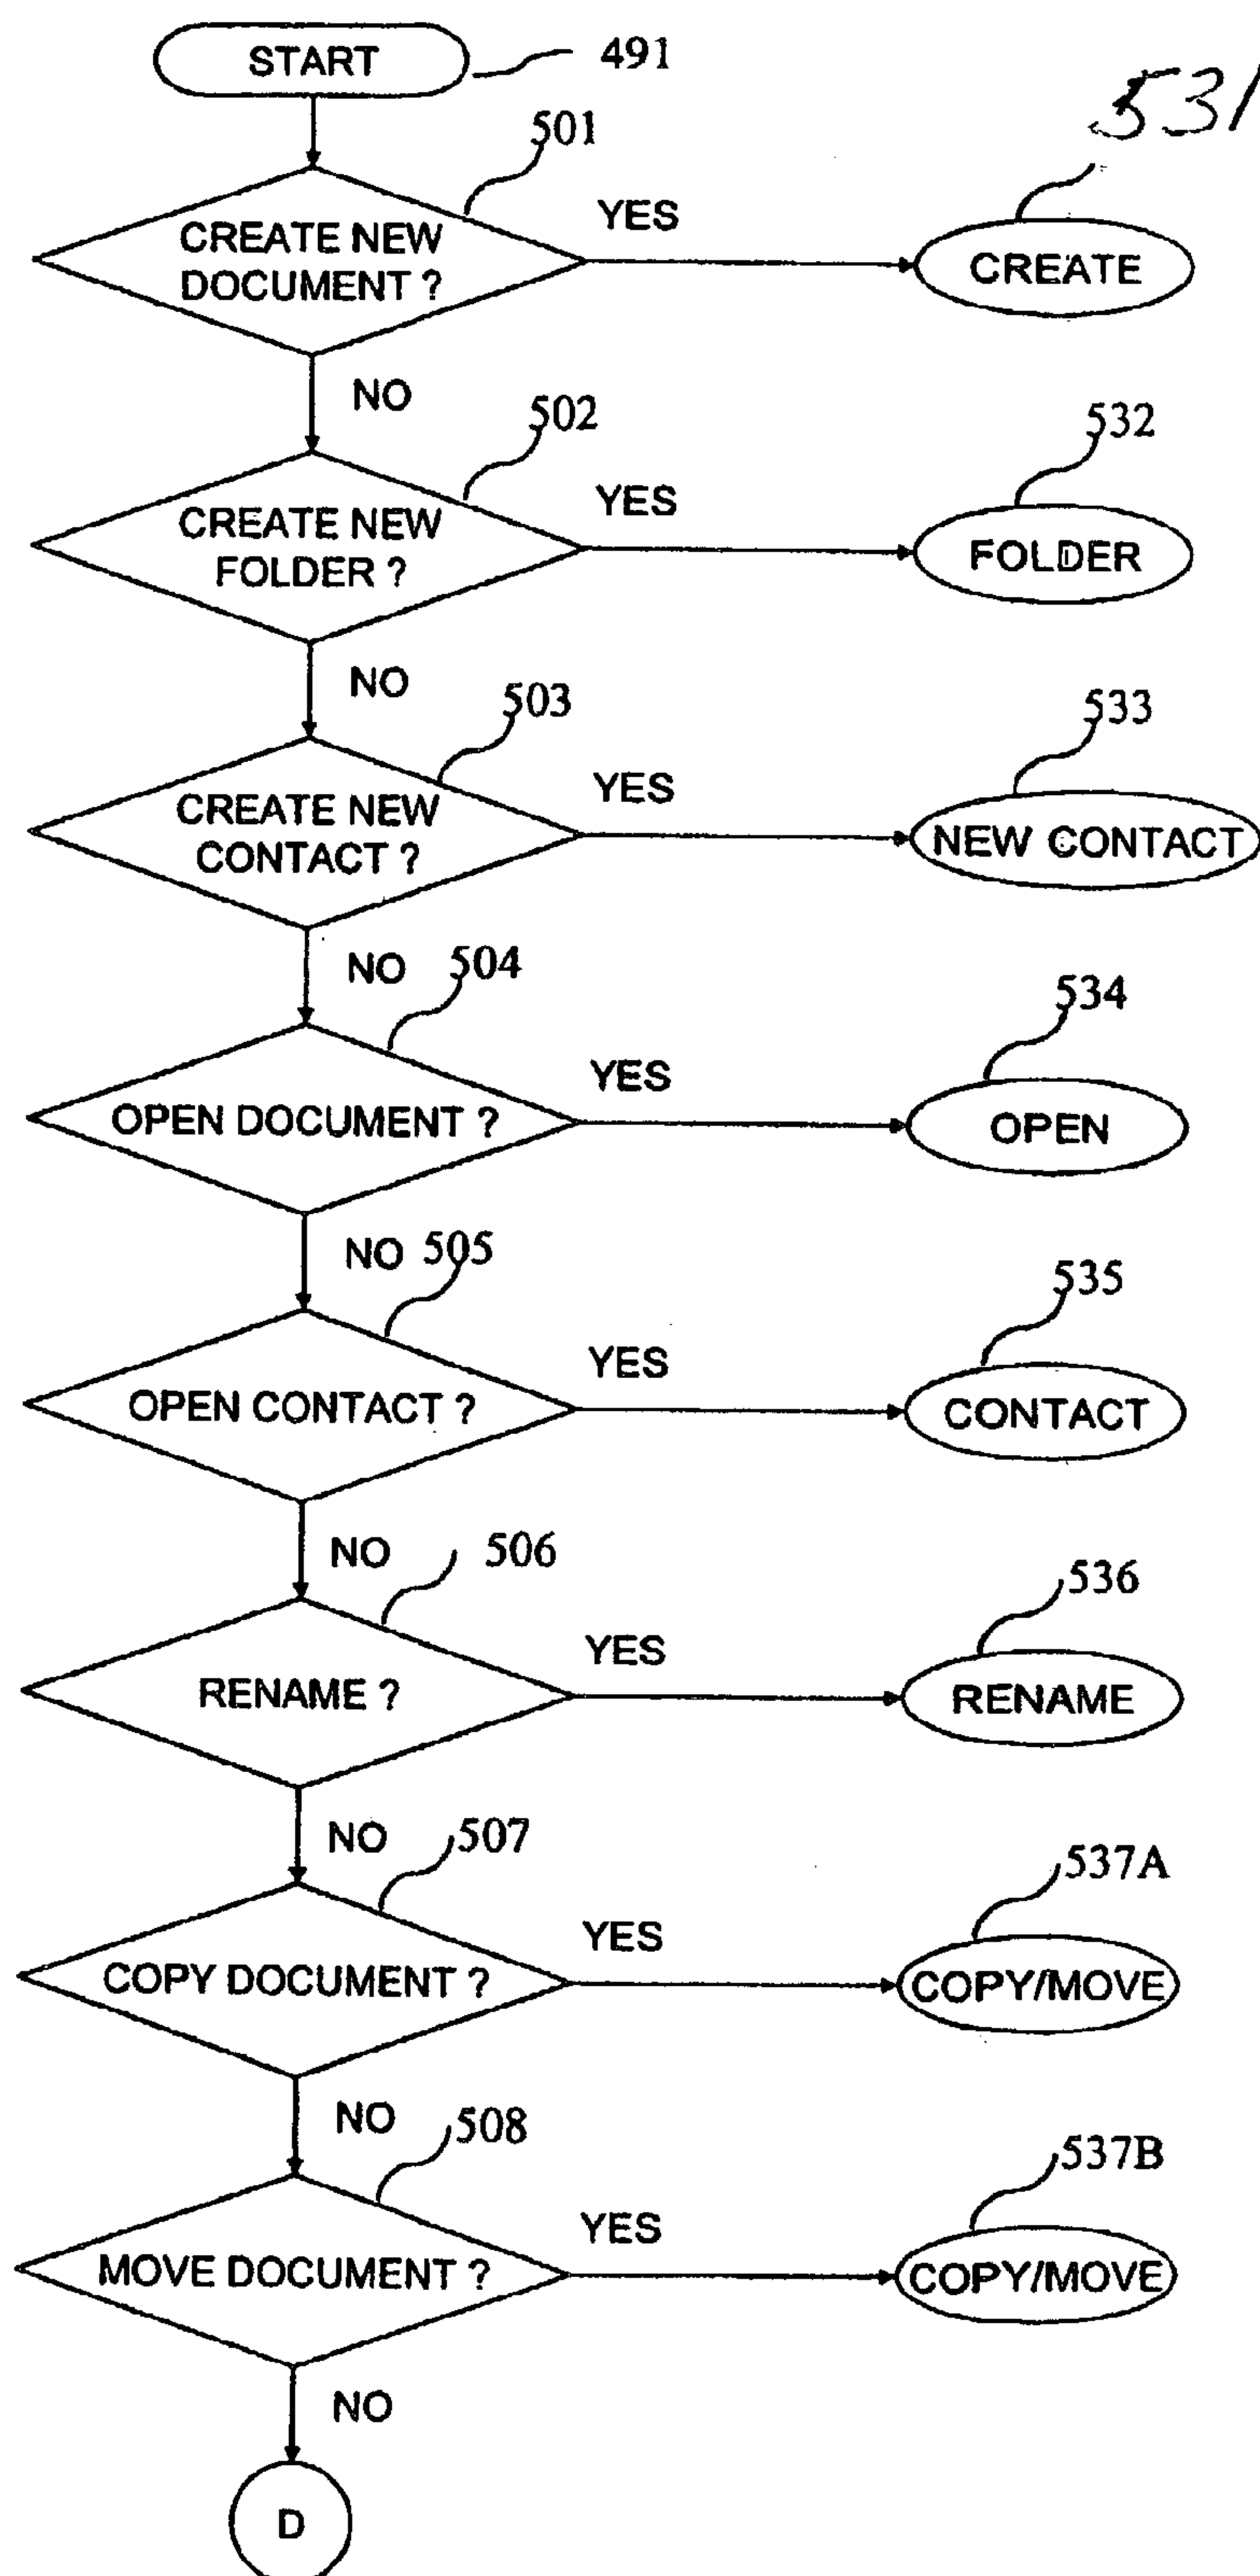 START
491
531
501
CREATE NEW
DOCUMENT ?
YES
CREATE
NO
502
532
CREATE NEW
FOLDER ?
YES
FOLDER
NO
503
533
CREATE NEW
CONTACT ?
YES
NEW CONTACT
NO
504
534
OPEN DOCUMENT ?
YES
OPEN
NO
505
535
OPEN CONTACT ?
YES
CONTACT
NO
506
536
RENAME ?
YES
RENAME
NO
507
537A
COPY DOCUMENT ?
YES
COPY/MOVE
NO
508
537B
MOVE DOCUMENT ?
YES
COPY/MOVE
NO
D